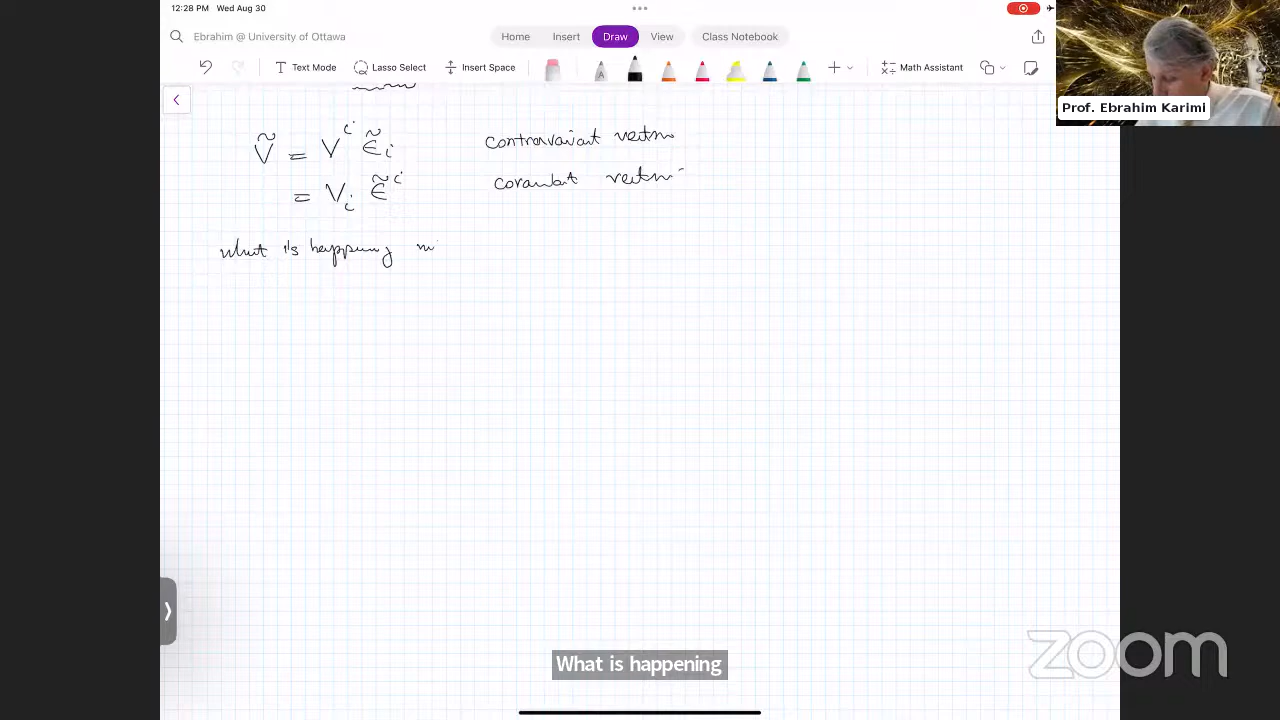 12:28 PM Wed Aug 30
Ebrahim @ University of Ottawa
Home Insert Draw View Class Notebook
T Text Mode Lasso Select Insert Space A Math Assistant
Prof. Ebrahim Karimi
Ṽ = Vⁱ ε̃ᵢ contravariant vector
= Vᵢ ε̃ⁱ covariant vector
what is happening
What is happening
zoom